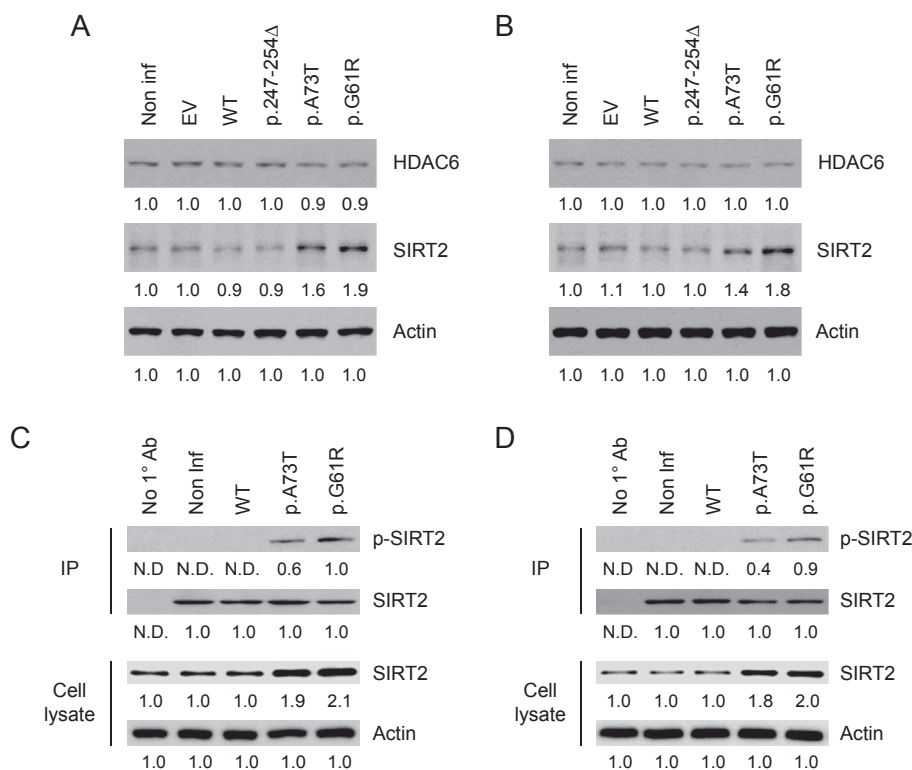 A
Non inf
EV
WT
p.247-254Δ
p.A73T
p.G61R
HDAC6
1.0 1.0 1.0 1.0 0.9 0.9
SIRT2
1.0 1.0 0.9 0.9 1.6 1.9
Actin
1.0 1.0 1.0 1.0 1.0 1.0
B
Non inf
EV
WT
p.247-254Δ
p.A73T
p.G61R
HDAC6
1.0 1.0 1.0 1.0 1.0 1.0
SIRT2
1.0 1.1 1.0 1.0 1.4 1.8
Actin
1.0 1.0 1.0 1.0 1.0 1.0
C
No 1° Ab
Non Inf
WT
p.A73T
p.G61R
IP
p-SIRT2
N.D N.D. N.D. 0.6 1.0
SIRT2
N.D. 1.0 1.0 1.0 1.0
Cell
lysate
SIRT2
1.0 1.0 1.0 1.9 2.1
Actin
1.0 1.0 1.0 1.0 1.0
D
No 1° Ab
Non Inf
WT
p.A73T
p.G61R
IP
p-SIRT2
N.D N.D. N.D. 0.4 0.9
SIRT2
N.D. 1.0 1.0 1.0 1.0
Cell
lysate
SIRT2
1.0 1.0 1.0 1.8 2.0
Actin
1.0 1.0 1.0 1.0 1.0